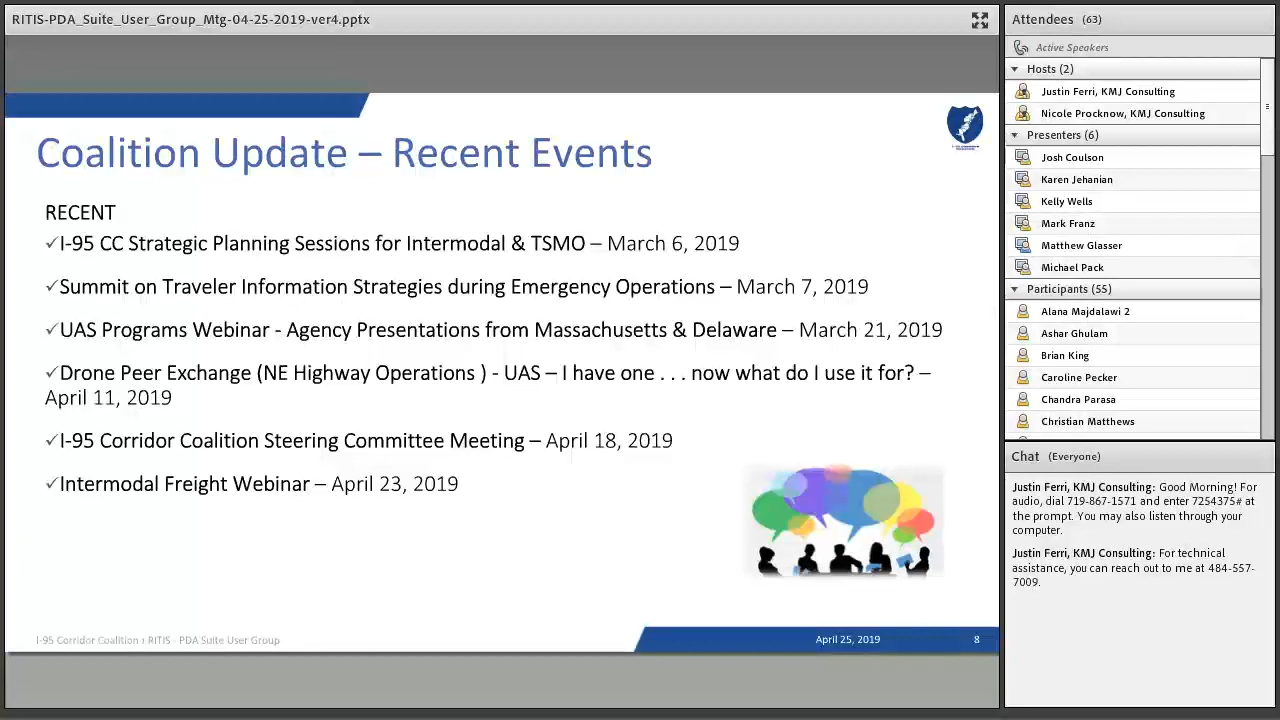 RITIS-PDA_Suite_User_Group_Mtg-04-25-2019-ver4.pptx
Coalition Update – Recent Events
RECENT
✓I-95 CC Strategic Planning Sessions for Intermodal & TSMO – March 6, 2019
✓Summit on Traveler Information Strategies during Emergency Operations – March 7, 2019
✓UAS Programs Webinar - Agency Presentations from Massachusetts & Delaware – March 21, 2019
✓Drone Peer Exchange (NE Highway Operations ) - UAS – I have one . . . now what do I use it for? –
April 11, 2019
✓I-95 Corridor Coalition Steering Committee Meeting – April 18, 2019
✓Intermodal Freight Webinar – April 23, 2019
I-95 Corridor Coalition › RITIS - PDA Suite User Group
April 25, 2019
8
Attendees (63)
Active Speakers
Hosts (2)
Justin Ferri, KMJ Consulting
Nicole Procknow, KMJ Consulting
Presenters (6)
Josh Coulson
Karen Jehanian
Kelly Wells
Mark Franz
Matthew Glasser
Michael Pack
Participants (55)
Alana Majdalawi 2
Ashar Ghulam
Brian King
Caroline Pecker
Chandra Parasa
Christian Matthews
Chat (Everyone)
Justin Ferri, KMJ Consulting: Good Morning! For
audio, dial 719-867-1571 and enter 7254375# at
the prompt. You may also listen through your
computer.
Justin Ferri, KMJ Consulting: For technical
assistance, you can reach out to me at 484-557-
7009.